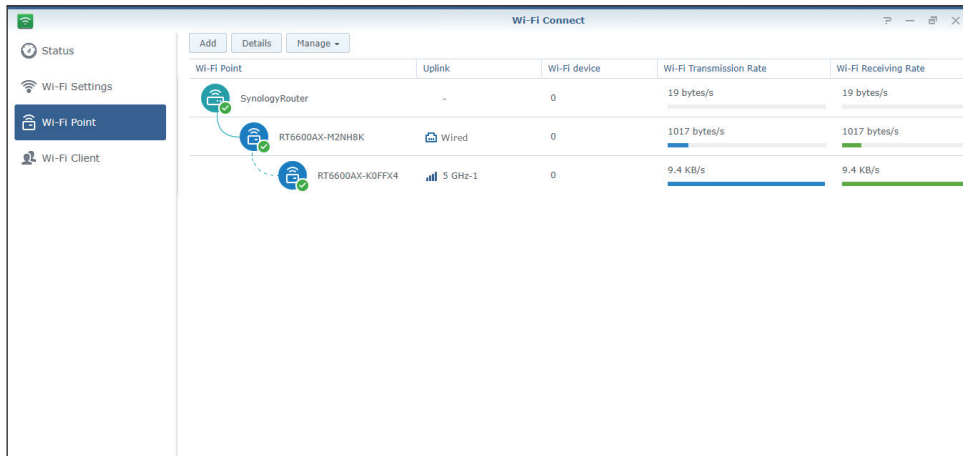 Wi-Fi Connect
Status
Wi-Fi Settings
Wi-Fi Point
Wi-Fi Client
Add Details Manage
Wi-Fi Point Uplink Wi-Fi device Wi-Fi Transmission Rate Wi-Fi Receiving Rate
SynologyRouter - 0 19 bytes/s 19 bytes/s
RT6600AX-M2NH8K Wired 0 1017 bytes/s 1017 bytes/s
RT6600AX-K0FFX4 5 GHz-1 0 9.4 KB/s 9.4 KB/s